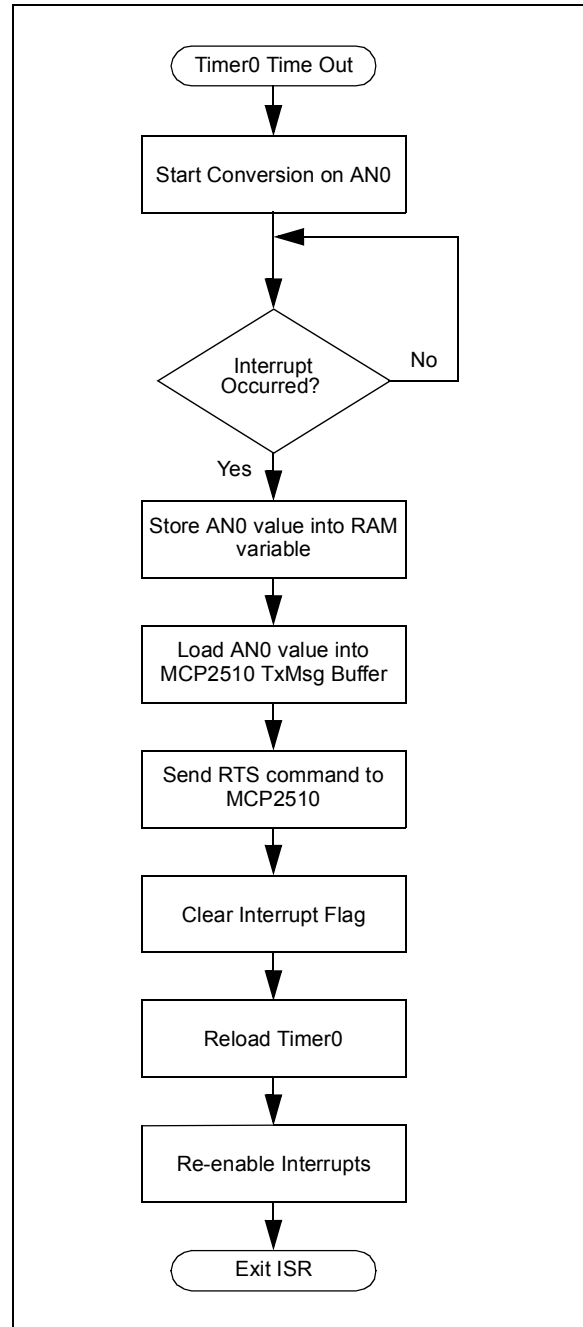 Timer0 Time Out
Start Conversion on AN0
Interrupt
Occurred?
No
Yes
Store AN0 value into RAM
variable
Load AN0 value into
MCP2510 TxMsg Buffer
Send RTS command to
MCP2510
Clear Interrupt Flag
Reload Timer0
Re-enable Interrupts
Exit ISR